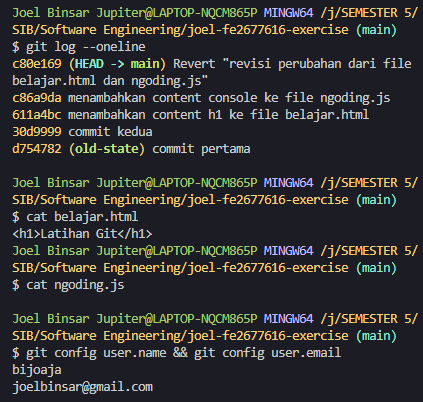 Joel Binsar Jupiter@LAPTOP-NQCM865P MINGW64 /j/SEMESTER 5/
SIB/Software Engineering/joel-fe2677616-exercise (main)
$ git log --oneline
c80e169 (HEAD -> main) Revert "revisi perubahan dari file
belajar.html dan ngoding.js"
c86a9da menambahkan content console ke file ngoding.js
611a4bc menambahkan content h1 ke file belajar.html
30d9999 commit kedua
d754782 (old-state) commit pertama
Joel Binsar Jupiter@LAPTOP-NQCM865P MINGW64 /j/SEMESTER 5/
SIB/Software Engineering/joel-fe2677616-exercise (main)
$ cat belajar.html
<h1>Latihan Git</h1>
Joel Binsar Jupiter@LAPTOP-NQCM865P MINGW64 /j/SEMESTER 5/
SIB/Software Engineering/joel-fe2677616-exercise (main)
$ cat ngoding.js
Joel Binsar Jupiter@LAPTOP-NQCM865P MINGW64 /j/SEMESTER 5/
SIB/Software Engineering/joel-fe2677616-exercise (main)
$ git config user.name && git config user.email
bijoaja
joelbinsar@gmail.com